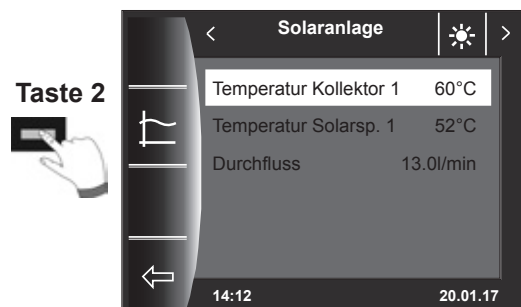 < Solaranlage >
Taste 2
Temperatur Kollektor 1 60°C
Temperatur Solarsp. 1 52°C
Durchfluss 13.0l/min
14:12 20.01.17